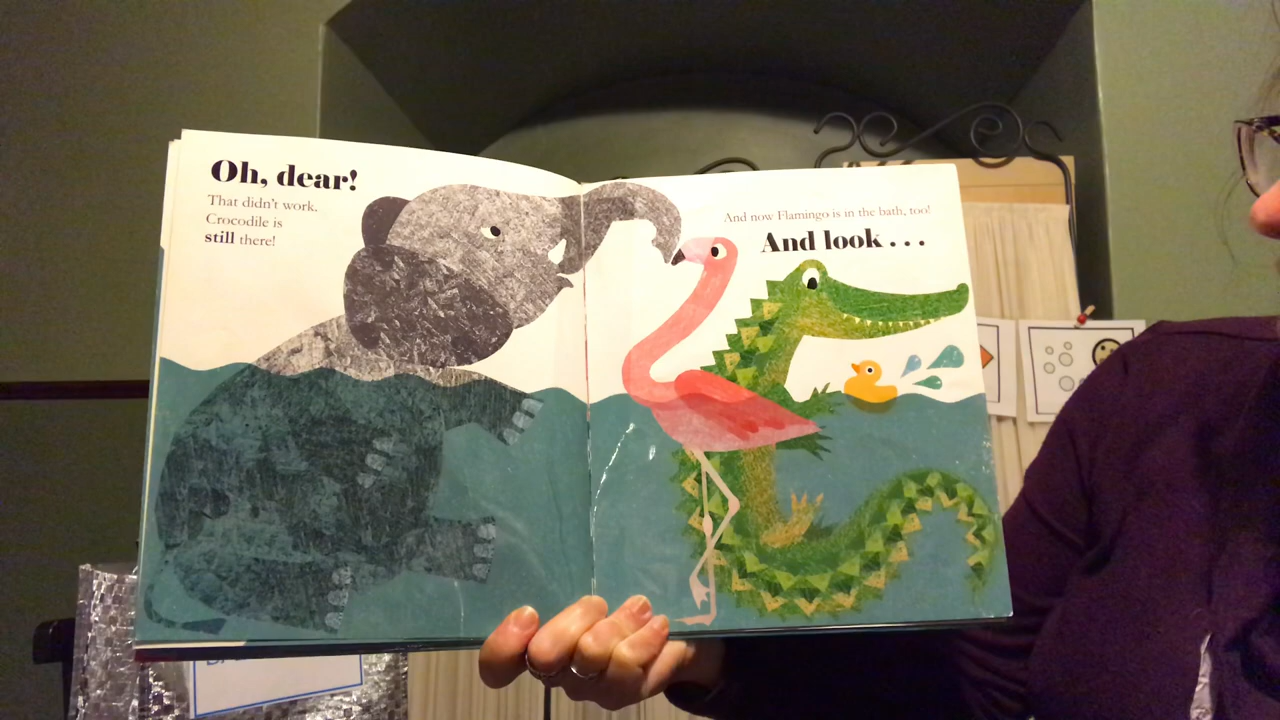 Oh, dear!
That didn't work.
Crocodile is
still there!
And now Flamingo is in the bath, too!
And look . . .